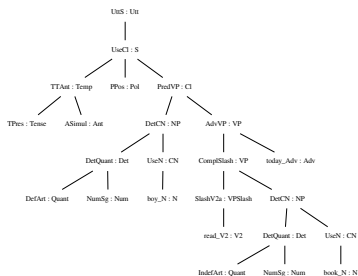 UttS : Utt
UseCl : S
TTAnt : Temp PPos : Pol PredVP : Cl
TPres : Tense ASimul : Ant DetCN : NP AdvVP : VP
DetQuant : Det UseN : CN ComplSlash : VP today_Adv : Adv
DefArt : Quant NumSg : Num boy_N : N SlashV2a : VPSlash DetCN : NP
read_V2 : V2 DetQuant : Det UseN : CN
IndefArt : Quant NumSg : Num book_N : N